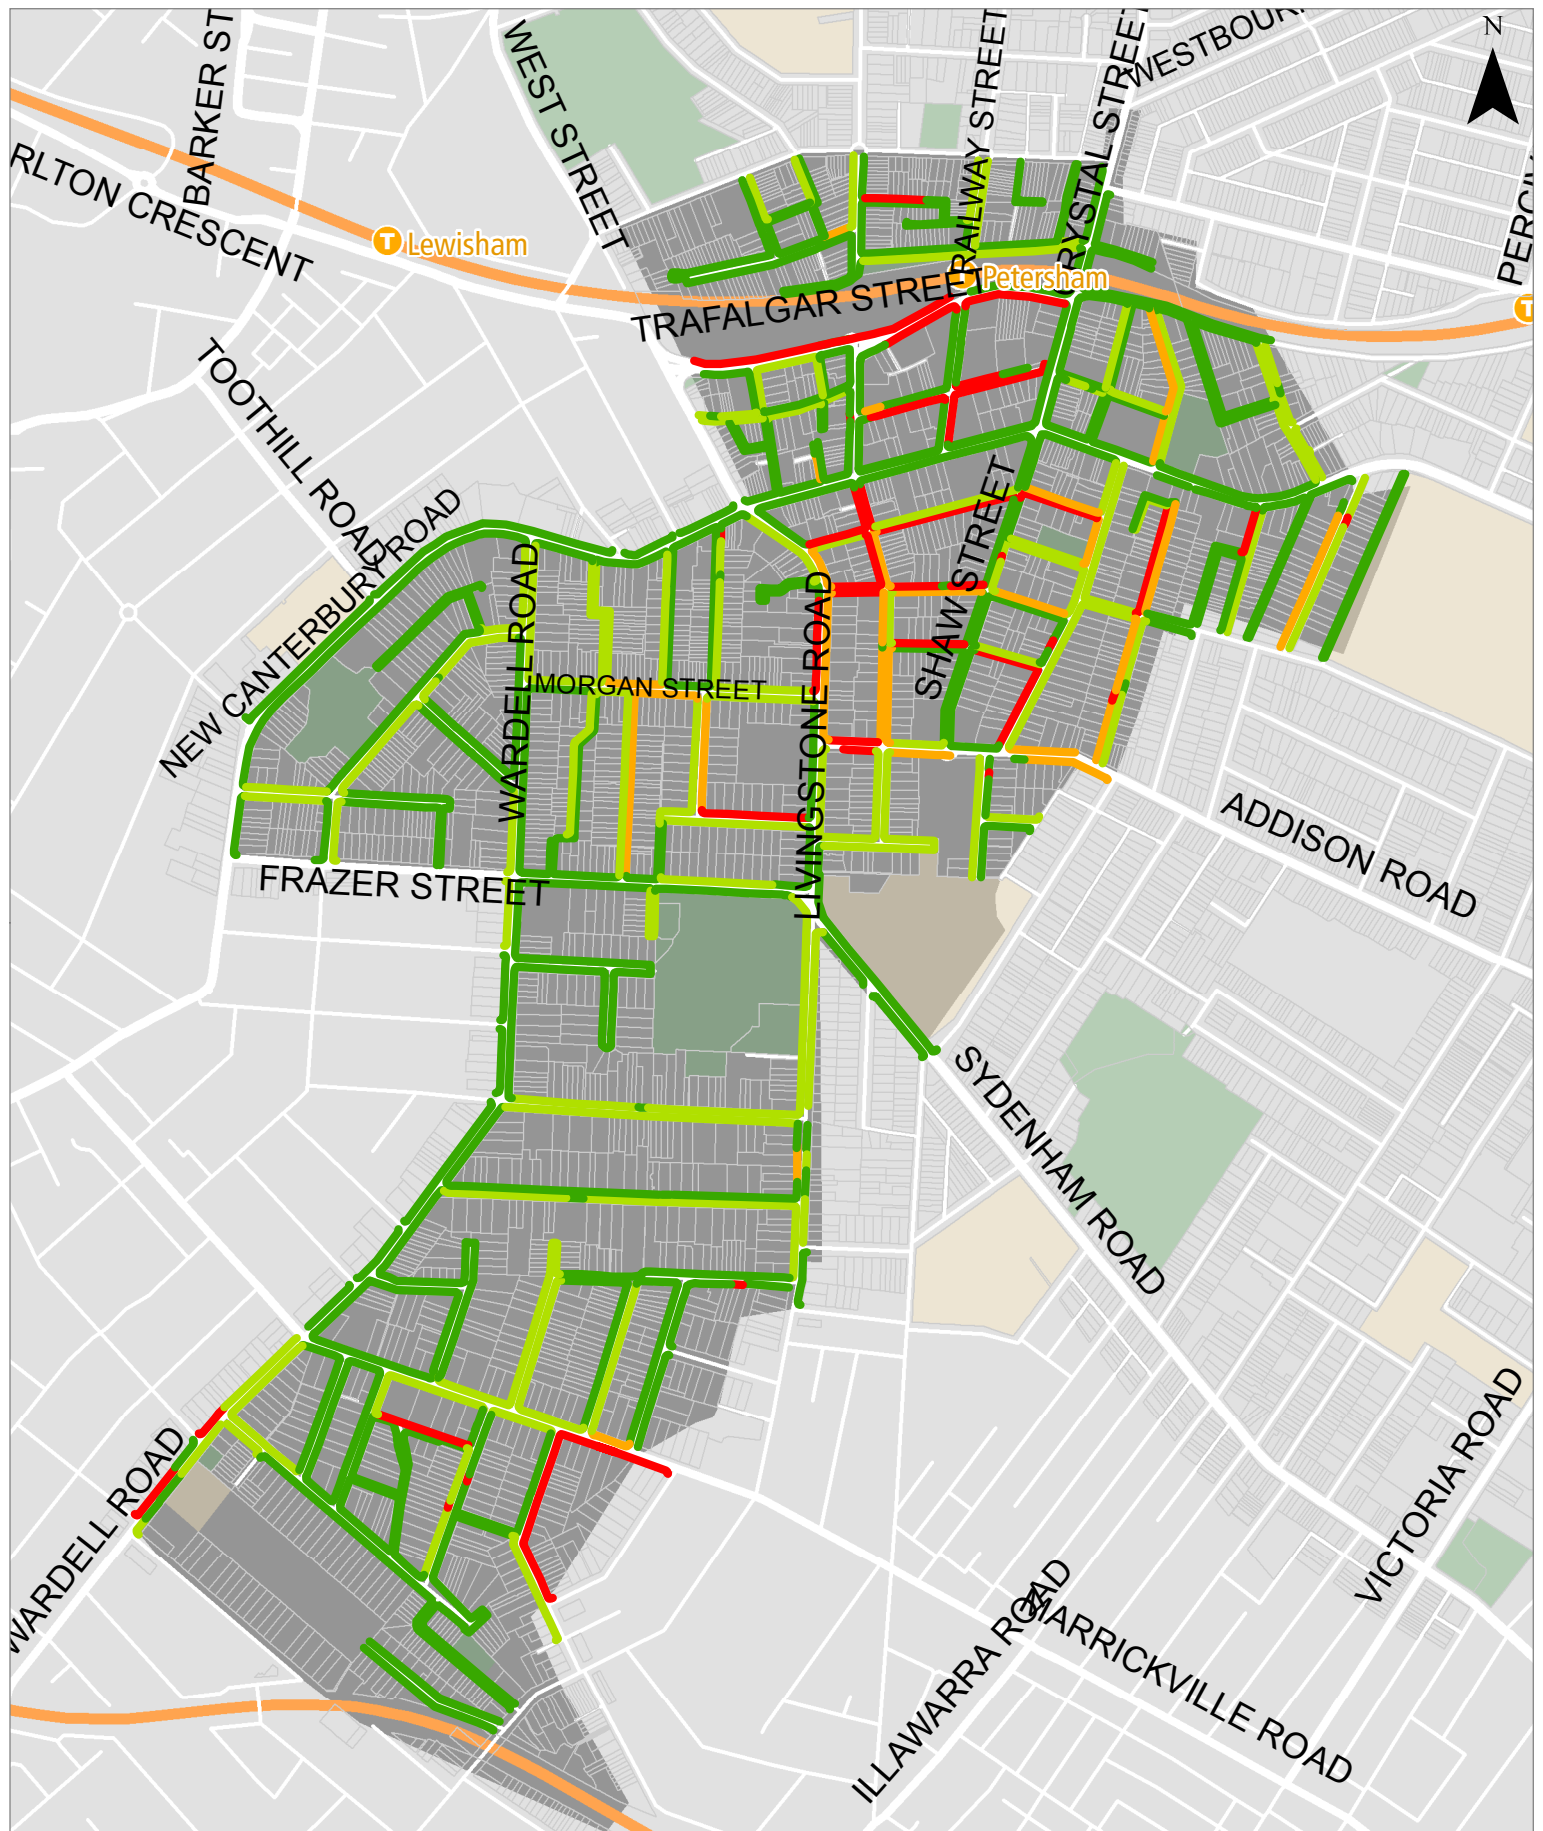 BARKER ST
WEST STREET
RAILWAY STREET
CRYSTAL STREET
WESTBOUR
N
RLTON CRESCENT
T Lewisham
T Petersham
PERCIV
T
TRAFALGAR STREET
TOOTHILL ROAD
NEW CANTERBURY ROAD
WARDELL ROAD
SHAW STREET
LIVINGSTONE ROAD
MORGAN STREET
ADDISON ROAD
FRAZER STREET
SYDENHAM ROAD
VICTORIA ROAD
WARDELL ROAD
ILLAWARRA ROAD
MARRICKVILLE ROAD